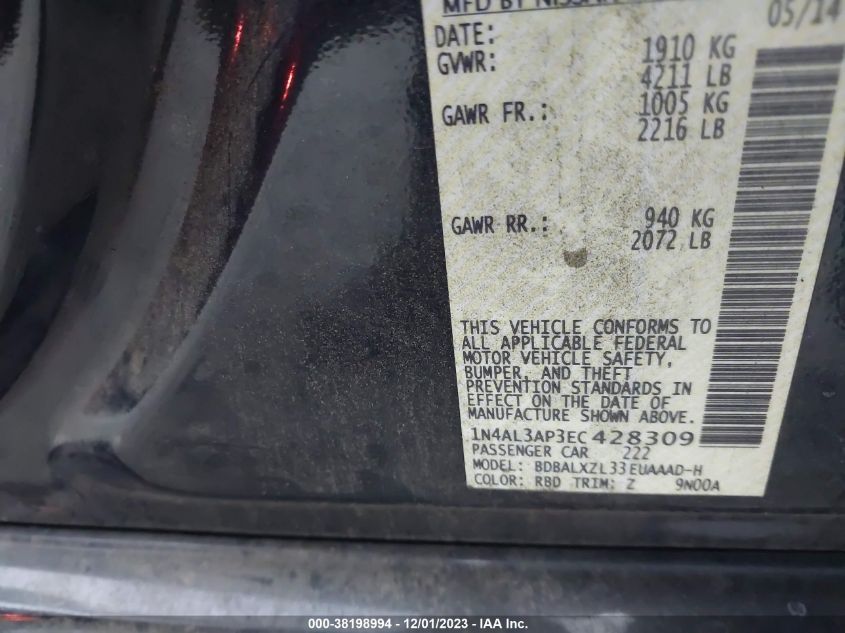 MFD BY NISSAN
05/14
DATE:
GVWR: 1910 KG
4211 LB
GAWR FR.: 1005 KG
2216 LB
GAWR RR.: 940 KG
2072 LB
THIS VEHICLE CONFORMS TO
ALL APPLICABLE FEDERAL
MOTOR VEHICLE SAFETY,
BUMPER, AND THEFT
PREVENTION STANDARDS IN
EFFECT ON THE DATE OF
MANUFACTURE SHOWN ABOVE.
1N4AL3AP3EC428309
PASSENGER CAR 222
MODEL: BDBALXZL33EUAAAD-H
COLOR: RBD TRIM: Z 9N00A
000-38198994 - 12/01/2023 - IAA Inc.